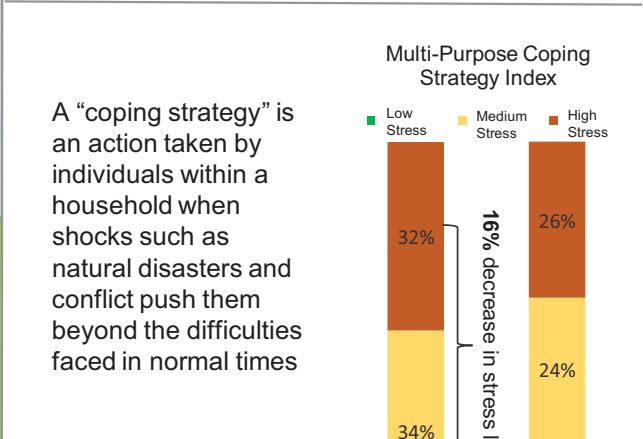 Multi-Purpose Coping
Strategy Index
A “coping strategy” is
an action taken by
individuals within a
household when
shocks such as
natural disasters and
conflict push them
beyond the difficulties
faced in normal times
Low
Stress
Medium
Stress
High
Stress
32%
34%
16% decrease in stress
26%
24%